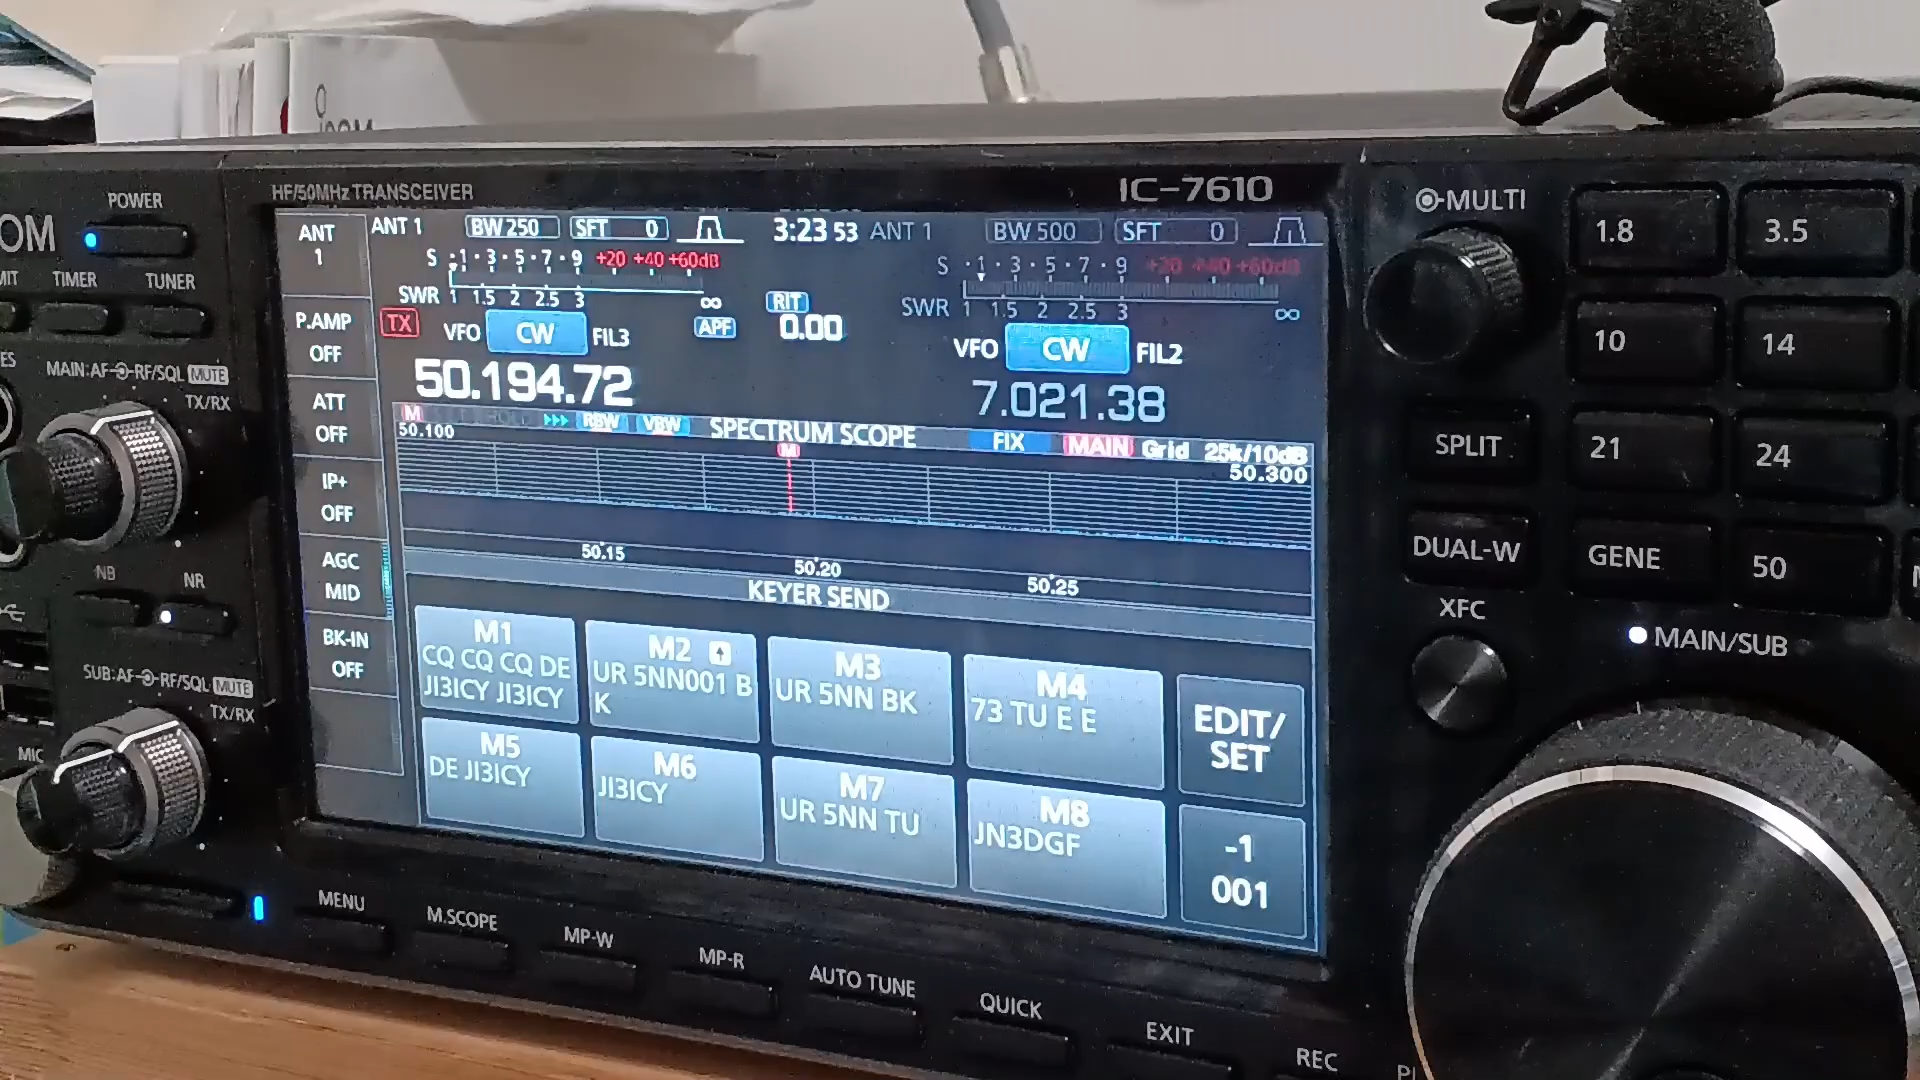 ICOM
HF/50MHz TRANSCEIVER
IC-7610
OM
POWER
MIT
TIMER
TUNER
ES
MAIN:AF RF/SQL MUTE
TX/RX
NB
NR
SUB:AF RF/SQL MUTE
TX/RX
MIC
ANT
1
P.AMP
OFF
ATT
OFF
IP+
OFF
AGC
MID
BK-IN
OFF
ANT 1
BW 250
SFT 0
3:23 53
ANT 1
BW 500
SFT 0
S 1 · 3 · 5 · 7 · 9 +20 +40 +60dB
SWR 1 1.5 2 2.5 3 ∞
RIT
0.00
APF
S · 1 · 3 · 5 · 7 · 9 +20 +40 +60dB
SWR 1 1.5 2 2.5 3 ∞
TX
VFO CW FIL3
50.194.72
VFO CW FIL2
7.021.38
M
RBW
VBW
SPECTRUM SCOPE
FIX
MAIN
Grid 25k/10dB
50.100
M
50.300
50.15
50.20
50.25
KEYER SEND
M1
CQ CQ CQ DE
JI3ICY JI3ICY
M2
UR 5NN001 B
K
M3
UR 5NN BK
M4
73 TU E E
EDIT/
SET
M5
DE JI3ICY
M6
JI3ICY
M7
UR 5NN TU
M8
JN3DGF
-1
001
MENU
M.SCOPE
MP-W
MP-R
AUTO TUNE
QUICK
EXIT
REC
MULTI
1.8
3.5
10
14
SPLIT
21
24
DUAL-W
GENE
50
XFC
MAIN/SUB